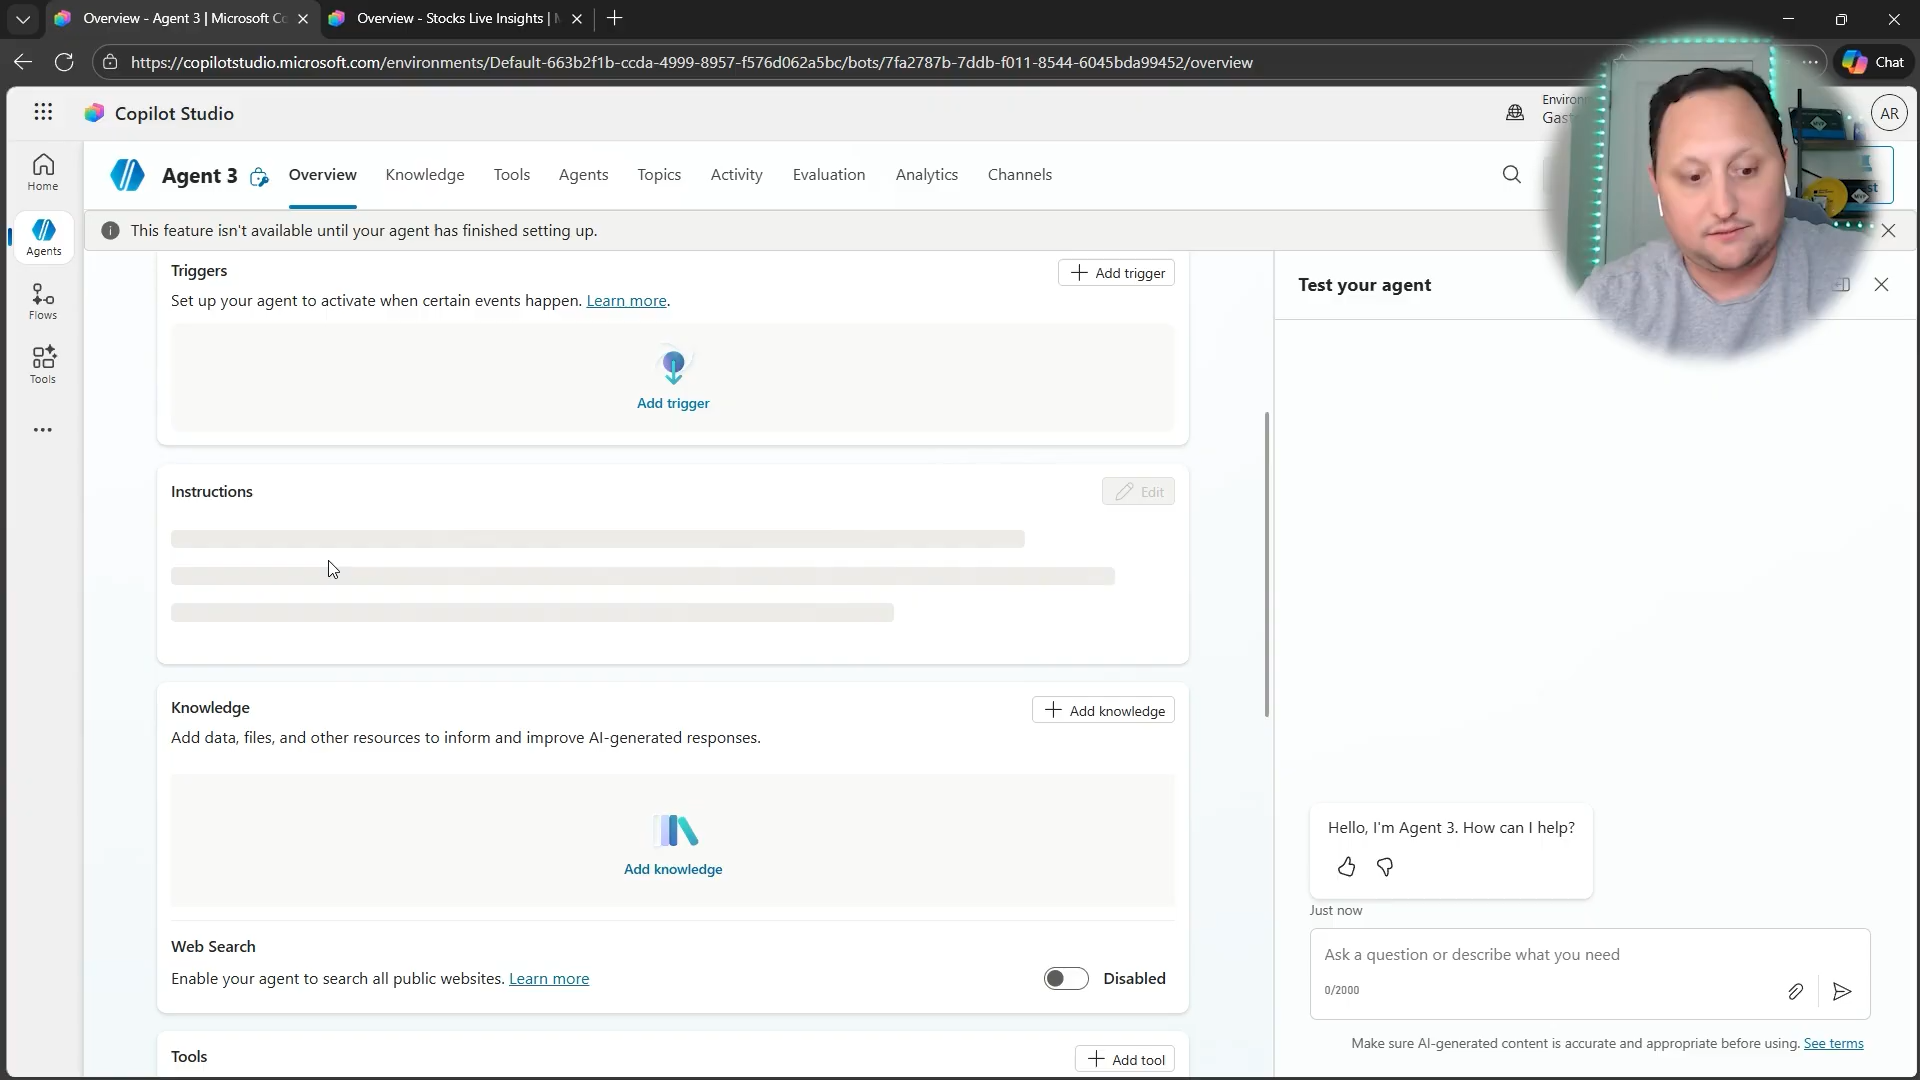 Overview - Agent 3 | Microsoft Co
Overview - Stocks Live Insights |
https://copilotstudio.microsoft.com/environments/Default-663b2f1b-ccda-4999-8957-f576d062a5bc/bots/7fa2787b-7ddb-f011-8544-6045bda99452/overview
Chat
Copilot Studio
Environ
Gas
AR
Home
Agents
Flows
Tools
Agent 3
Overview
Knowledge
Tools
Agents
Topics
Activity
Evaluation
Analytics
Channels
This feature isn't available until your agent has finished setting up.
Triggers
Add trigger
Set up your agent to activate when certain events happen. Learn more.
Add trigger
Instructions
Edit
Knowledge
Add knowledge
Add data, files, and other resources to inform and improve AI-generated responses.
Add knowledge
Web Search
Enable your agent to search all public websites. Learn more
Disabled
Tools
Add tool
Test your agent
Hello, I'm Agent 3. How can I help?
Just now
Ask a question or describe what you need
0/2000
Make sure AI-generated content is accurate and appropriate before using. See terms